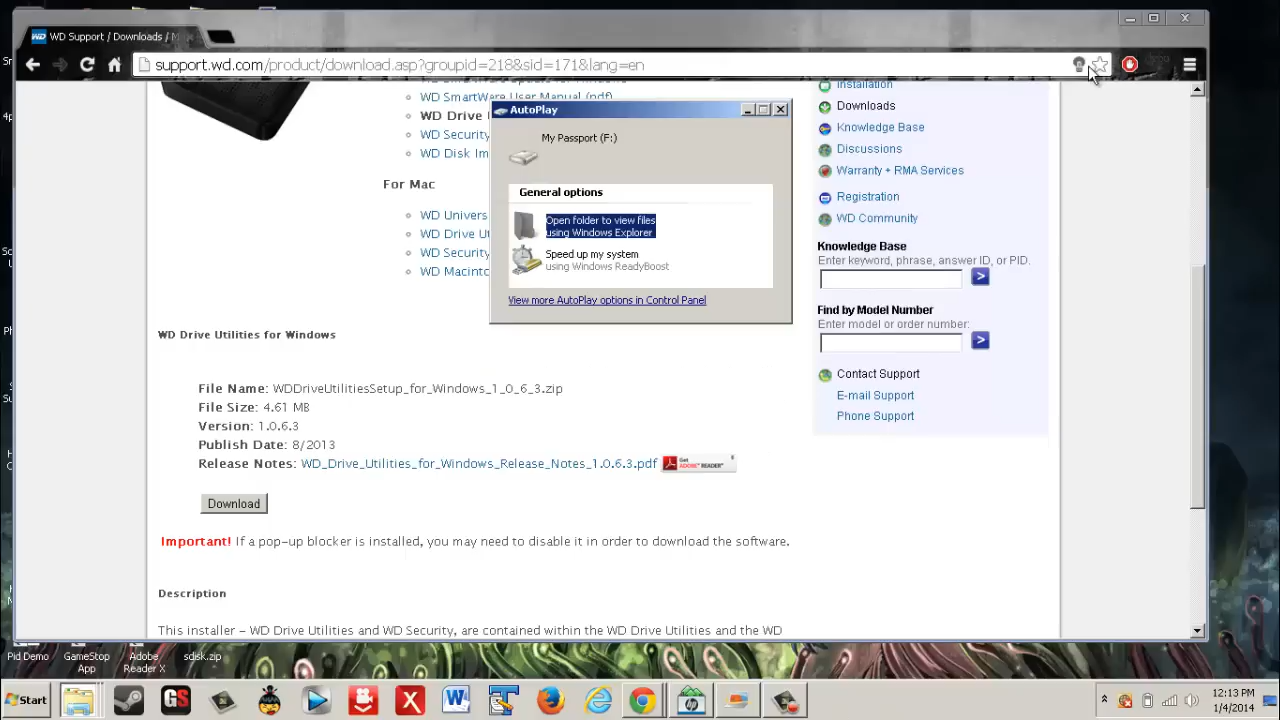 WD Support / Downloads / M
support.wd.com/product/download.asp?groupid=218&sid=171&lang=en
WD SmartWare User Manual (pdf)
WD Drive
WD Security
WD Disk Im
For Mac
WD Univers
WD Drive Ut
WD Security
WD Macinto
AutoPlay
My Passport (F:)
General options
Open folder to view files
using Windows Explorer
Speed up my system
using Windows ReadyBoost
View more AutoPlay options in Control Panel
Installation
Downloads
Knowledge Base
Discussions
Warranty + RMA Services
Registration
WD Community
Knowledge Base
Enter keyword, phrase, answer ID, or PID.
>
Find by Model Number
Enter model or order number:
>
Contact Support
E-mail Support
Phone Support
WD Drive Utilities for Windows
File Name: WDDriveUtilitiesSetup_for_Windows_1_0_6_3.zip
File Size: 4.61 MB
Version: 1.0.6.3
Publish Date: 8/2013
Release Notes: WD_Drive_Utilities_for_Windows_Release_Notes_1.0.6.3.pdf Get ADOBE READER
Download
Important! If a pop-up blocker is installed, you may need to disable it in order to download the software.
Description
This installer – WD Drive Utilities and WD Security, are contained within the WD Drive Utilities and the WD
Pid Demo
GameStop App
Adobe Reader X
sdisk.zip
Start
12:13 PM
1/4/2014